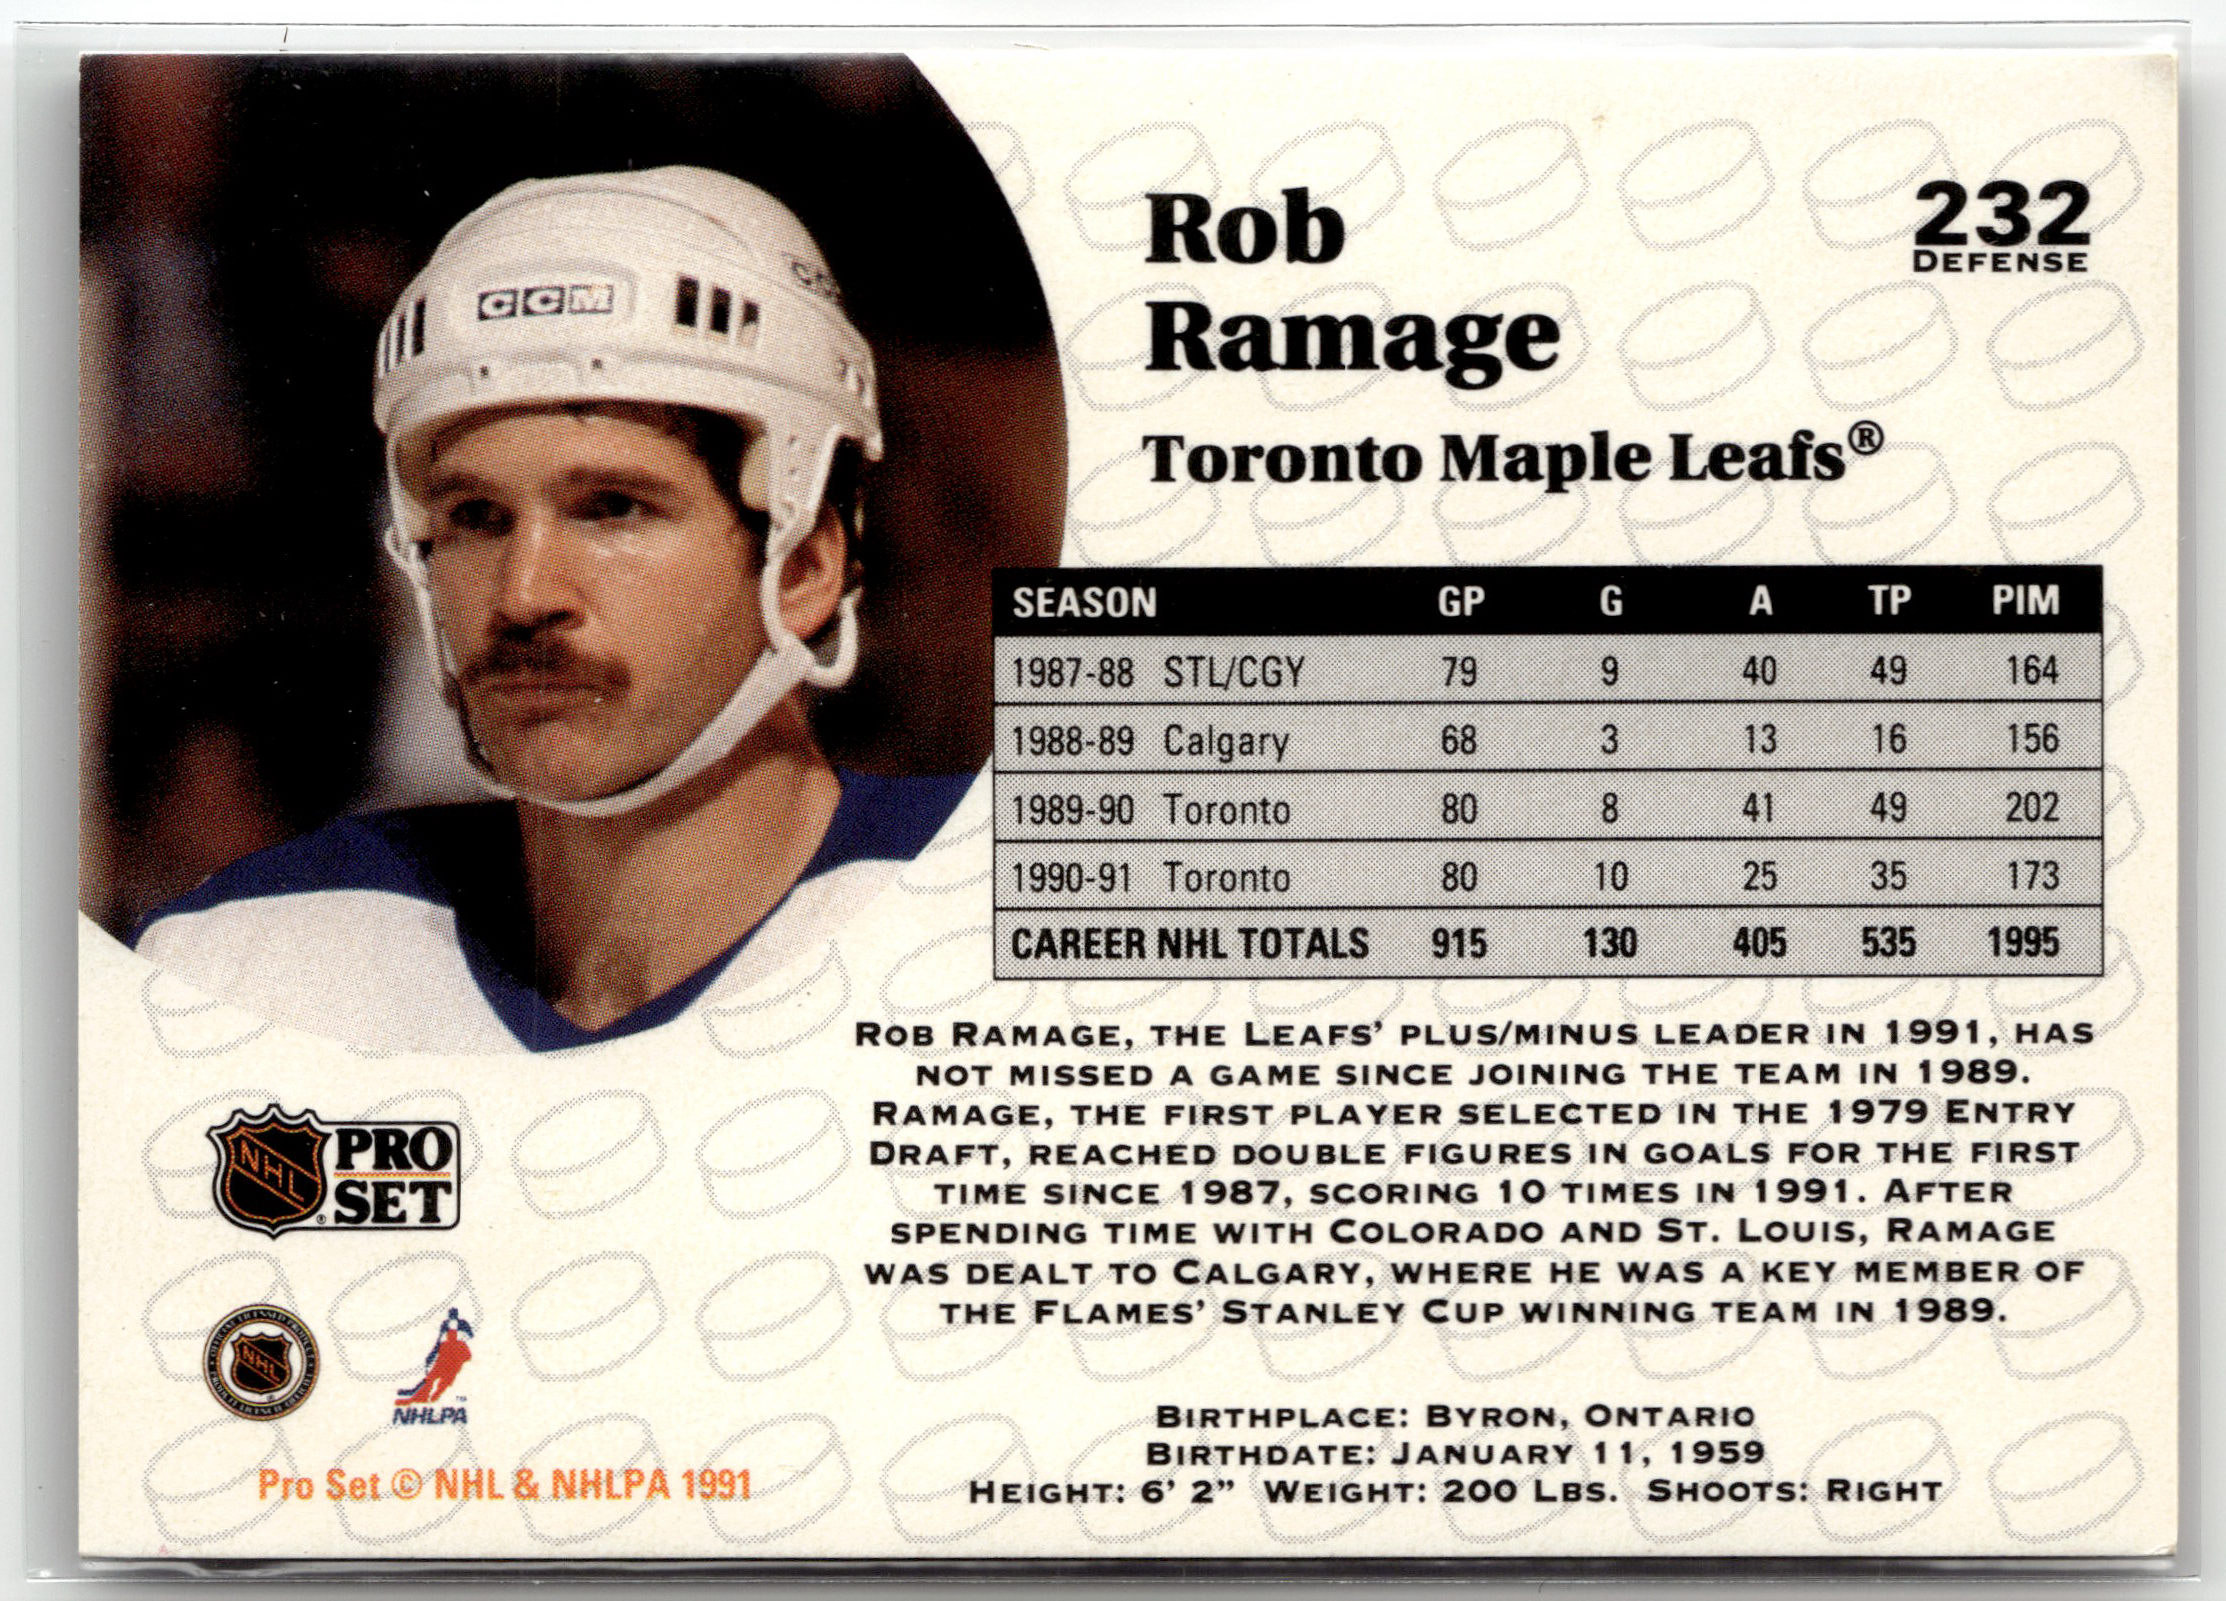 Rob
Ramage
232
DEFENSE
Toronto Maple Leafs®
CCM
SEASON GP G A TP PIM
1987-88 STL/CGY 79 9 40 49 164
1988-89 Calgary 68 3 13 16 156
1989-90 Toronto 80 8 41 49 202
1990-91 Toronto 80 10 25 35 173
CAREER NHL TOTALS 915 130 405 535 1995
ROB RAMAGE, THE LEAFS' PLUS/MINUS LEADER IN 1991, HAS
NOT MISSED A GAME SINCE JOINING THE TEAM IN 1989.
RAMAGE, THE FIRST PLAYER SELECTED IN THE 1979 ENTRY
DRAFT, REACHED DOUBLE FIGURES IN GOALS FOR THE FIRST
TIME SINCE 1987, SCORING 10 TIMES IN 1991. AFTER
SPENDING TIME WITH COLORADO AND ST. LOUIS, RAMAGE
WAS DEALT TO CALGARY, WHERE HE WAS A KEY MEMBER OF
THE FLAMES' STANLEY CUP WINNING TEAM IN 1989.
NHL® PRO
SET
NHL
NHLPA™
BIRTHPLACE: BYRON, ONTARIO
BIRTHDATE: JANUARY 11, 1959
HEIGHT: 6' 2" WEIGHT: 200 LBS. SHOOTS: RIGHT
Pro Set © NHL & NHLPA 1991